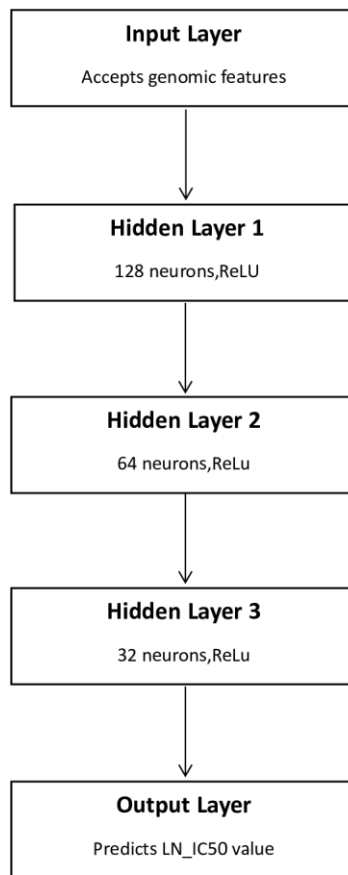 Input Layer
Accepts genomic features
Hidden Layer 1
128 neurons,ReLU
Hidden Layer 2
64 neurons,ReLu
Hidden Layer 3
32 neurons,ReLu
Output Layer
Predicts LN_IC50 value